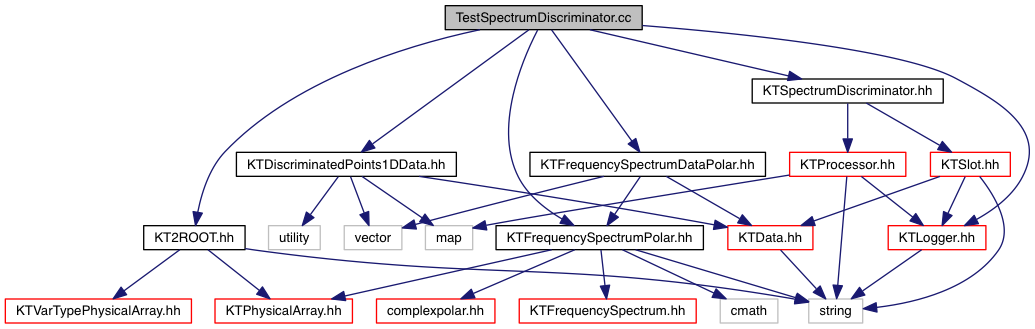 TestSpectrumDiscriminator.cc
KTSpectrumDiscriminator.hh
KTDiscriminatedPoints1DData.hh
KTFrequencySpectrumDataPolar.hh
KTProcessor.hh
KTSlot.hh
KT2ROOT.hh
utility
vector
map
KTFrequencySpectrumPolar.hh
KTData.hh
KTLogger.hh
KTVarTypePhysicalArray.hh
KTPhysicalArray.hh
complexpolar.hh
KTFrequencySpectrum.hh
cmath
string